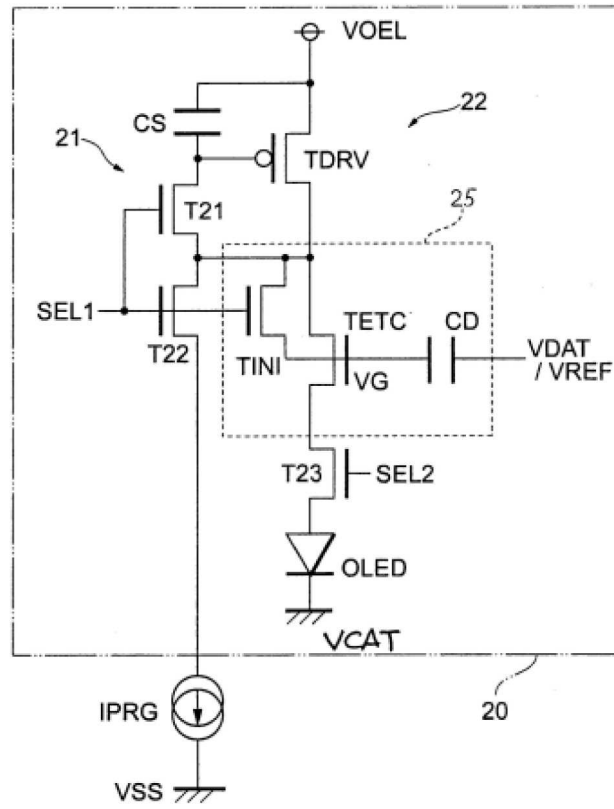 VOEL
CS
21
22
TDRV
T21
25
SEL1
TETC
CD
T22
TINI
VG
VDAT
/ VREF
T23
SEL2
OLED
VCAT
20
IPRG
VSS